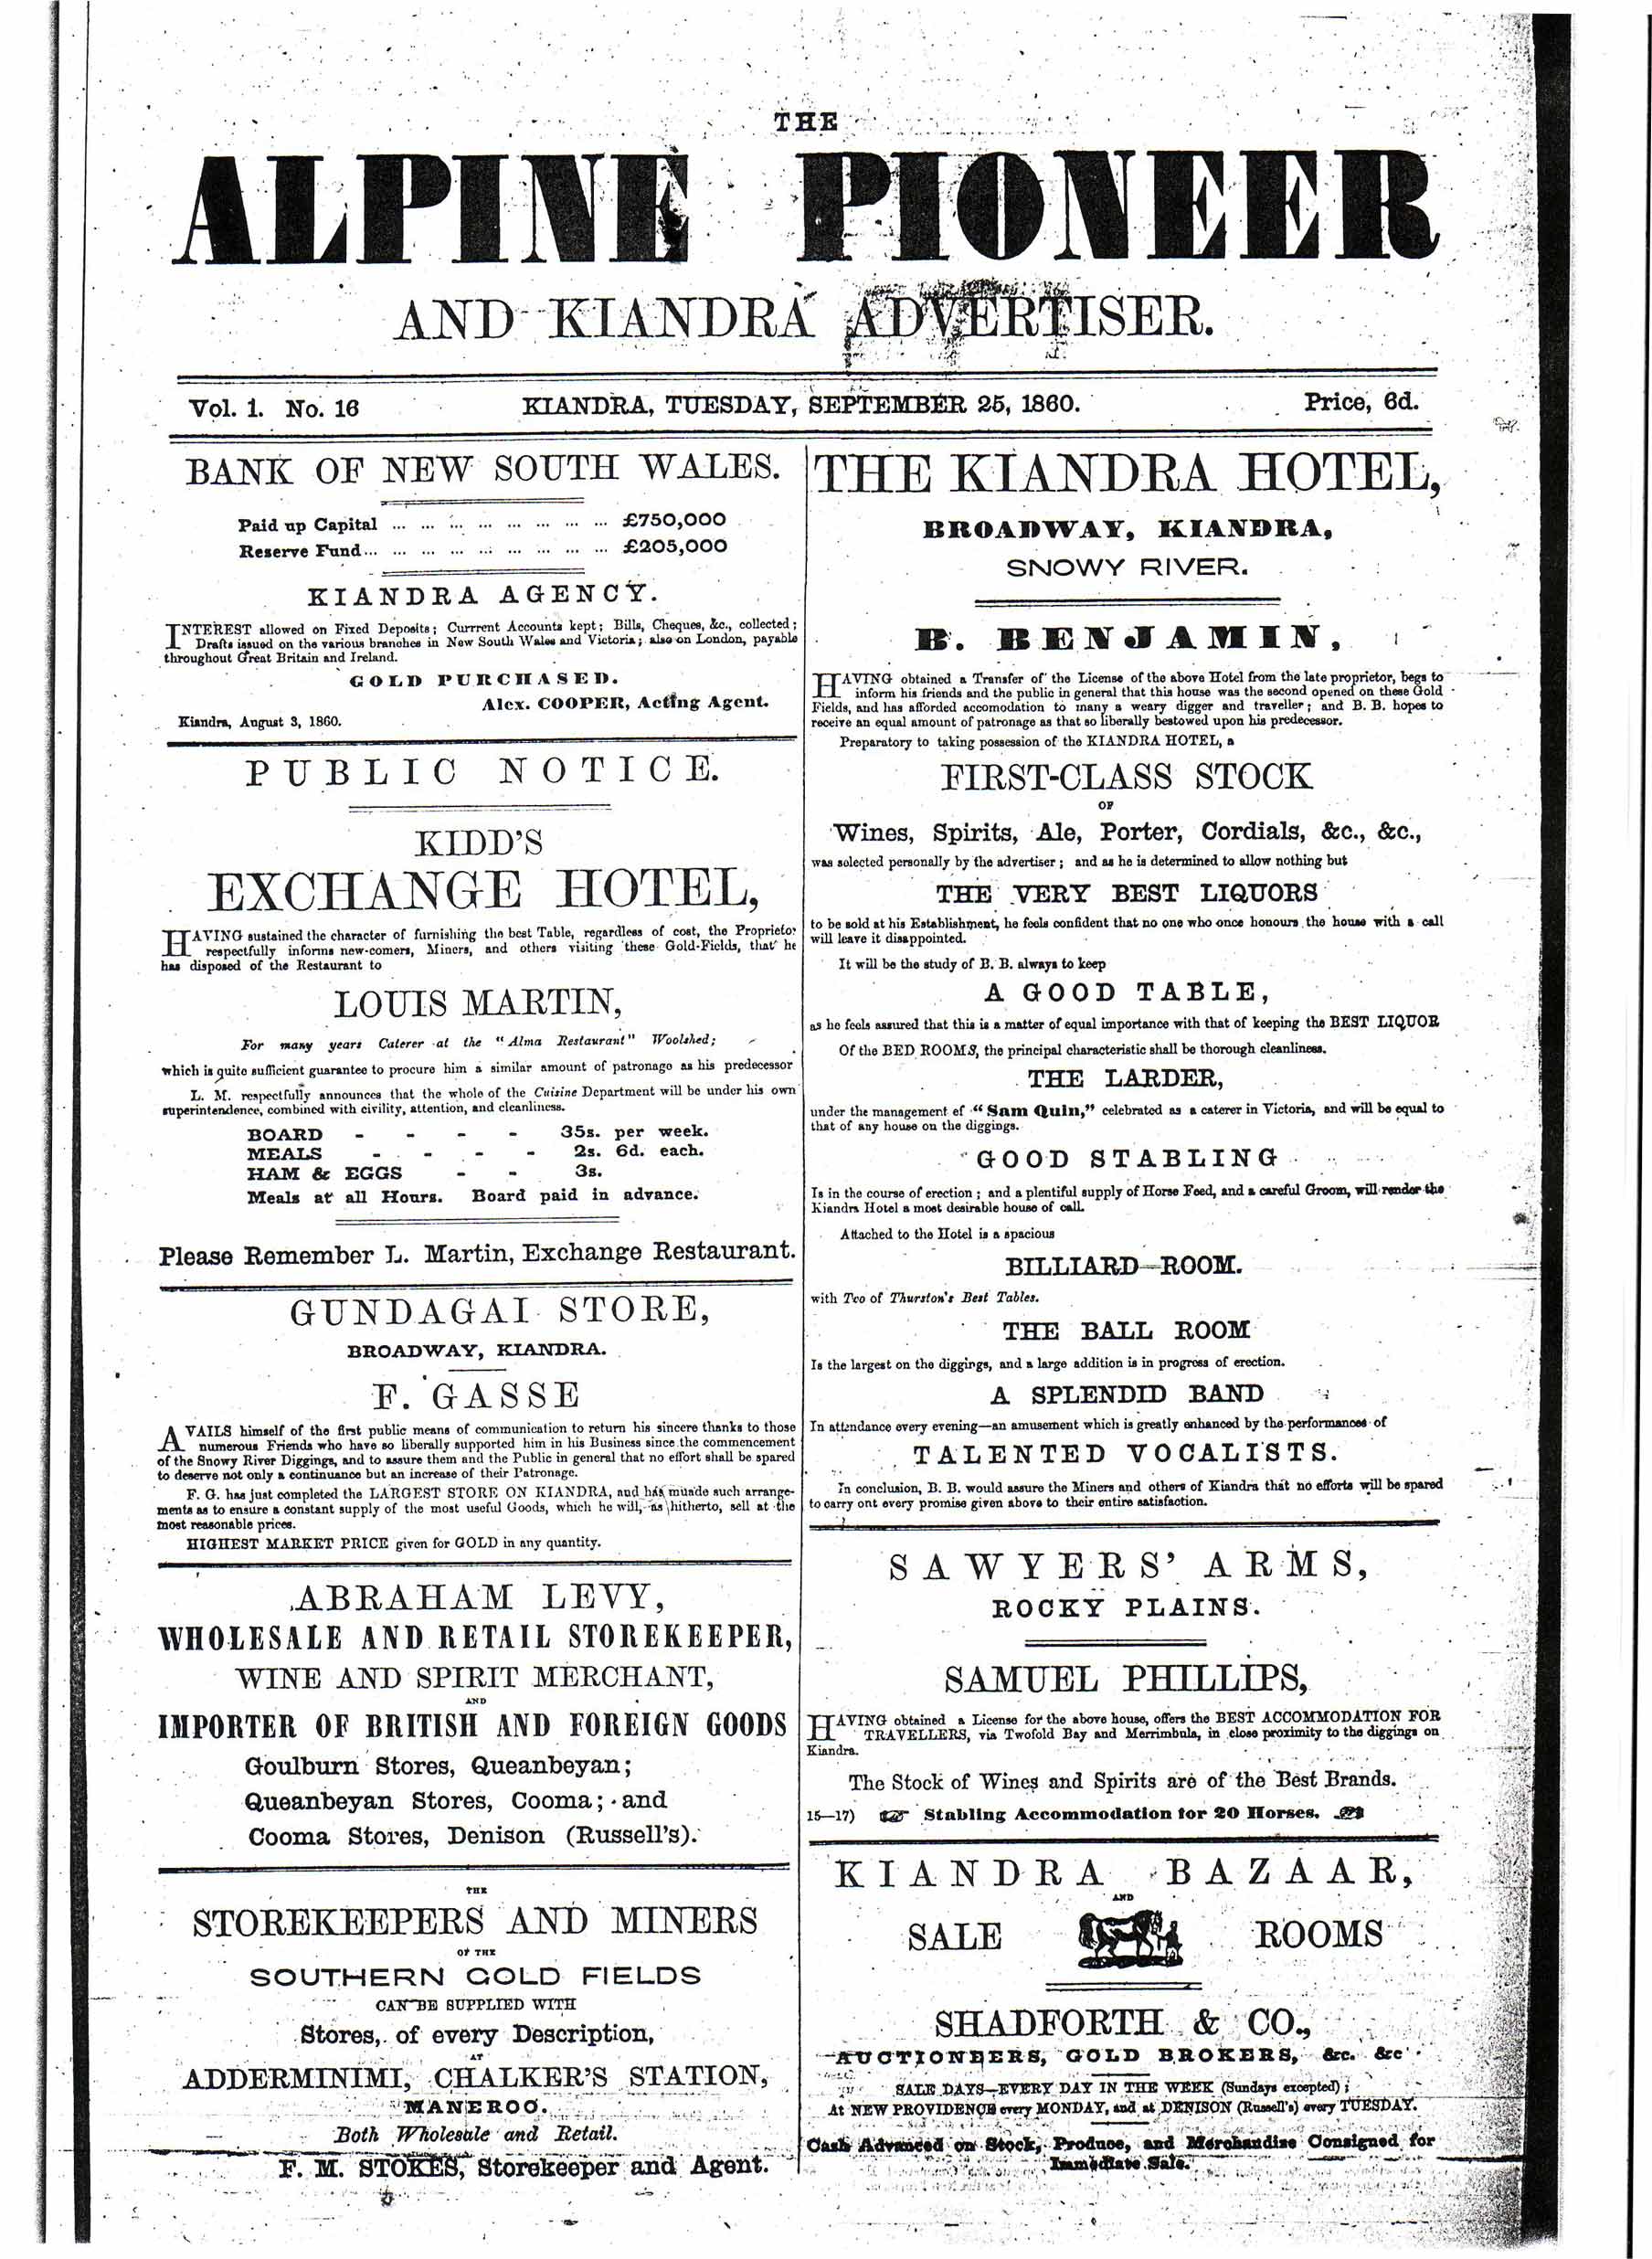 THE
ALPINE PIONEER
AND KIANDRA ADVERTISER.
Vol. 1. No. 16 KIANDRA, TUESDAY, SEPTEMBER 25, 1860. Price, 6d.
BANK OF NEW SOUTH WALES.
Paid up Capital ... ... ... ... ... ... ... ... £750,000
Reserve Fund... ... ... ... ... ... ... ... ... £205,000
KIANDRA AGENCY.
INTEREST allowed on Fixed Deposits; Currrent Accounts kept; Bills, Cheques, &c., collected;
Drafts issued on the various branches in New South Wales and Victoria; also on London, payable
throughout Great Britain and Ireland.
GOLD PURCHASED.
Alex. COOPER, Acting Agent.
Kiandra, August 3, 1860.
PUBLIC NOTICE.
KIDD'S
EXCHANGE HOTEL,
HAVING sustained the character of furnishing the best Table, regardless of cost, the Proprietor
respectfully informs new-comers, Miners, and others visiting these Gold-Fields, that he
has disposed of the Restaurant to
LOUIS MARTIN,
For many years Caterer at the "Alma Restaurant" Woolshed;
which is quite sufficient guarantee to procure him a similar amount of patronage as his predecessor
L. M. respectfully announces that the whole of the Cuisine Department will be under his own
superintendence, combined with civility, attention, and cleanliness.
BOARD - - - - 35s. per week.
MEALS - - - - 2s. 6d. each.
HAM & EGGS - - 3s.
Meals at all Hours. Board paid in advance.
Please Remember L. Martin, Exchange Restaurant.
GUNDAGAI STORE,
BROADWAY, KIANDRA.
F. GASSE
AVAILS himself of the first public means of communication to return his sincere thanks to those
numerous Friends who have so liberally supported him in his Business since the commencement
of the Snowy River Diggings, and to assure them and the Public in general that no effort shall be spared
to deserve not only a continuance but an increase of their Patronage.
F. G. has just completed the LARGEST STORE ON KIANDRA, and has made such arrange-
ments as to ensure a constant supply of the most useful Goods, which he will, as hitherto, sell at the
most reasonable prices.
HIGHEST MARKET PRICE given for GOLD in any quantity.
ABRAHAM LEVY,
WHOLESALE AND RETAIL STOREKEEPER,
WINE AND SPIRIT MERCHANT,
AND
IMPORTER OF BRITISH AND FOREIGN GOODS
Goulburn Stores, Queanbeyan;
Queanbeyan Stores, Cooma; and
Cooma Stores, Denison (Russell's).
THE
STOREKEEPERS AND MINERS
OF THE
SOUTHERN GOLD FIELDS
CAN BE SUPPLIED WITH
Stores, of every Description,
AT
ADDERMINIMI, CHALKER'S STATION,
MANEROO.
Both Wholesale and Retail.
F. M. STOKES, Storekeeper and Agent.
THE KIANDRA HOTEL,
BROADWAY, KIANDRA,
SNOWY RIVER.
B. BENJAMIN,
HAVING obtained a Transfer of the License of the above Hotel from the late proprietor, begs to
inform his friends and the public in general that this house was the second opened on these Gold
Fields, and has afforded accomodation to many a weary digger and traveller; and B. B. hopes to
receive an equal amount of patronage as that so liberally bestowed upon his predecessor.
Preparatory to taking possession of the KIANDRA HOTEL, a
FIRST-CLASS STOCK
OF
Wines, Spirits, Ale, Porter, Cordials, &c., &c.,
was selected personally by the advertiser; and as he is determined to allow nothing but
THE VERY BEST LIQUORS
to be sold at his Establishment, he feels confident that no one who once honours the house with a call
will leave it disappointed.
It will be the study of B. B. always to keep
A GOOD TABLE,
as he feels assured that this is a matter of equal importance with that of keeping the BEST LIQUOR
Of the BED ROOMS, the principal characteristic shall be thorough cleanliness.
THE LARDER,
under the management of "Sam Quin," celebrated as a caterer in Victoria, and will be equal to
that of any house on the diggings.
GOOD STABLING
Is in the course of erection; and a plentiful supply of Horse Feed, and a careful Groom, will render the
Kiandra Hotel a most desirable house of call.
Attached to the Hotel is a spacious
BILLIARD ROOM.
with Two of Thurston's Best Tables.
THE BALL ROOM
Is the largest on the diggings, and a large addition is in progress of erection.
A SPLENDID BAND
In attendance every evening—an amusement which is greatly enhanced by the performances of
TALENTED VOCALISTS.
In conclusion, B. B. would assure the Miners and others of Kiandra that no efforts will be spared
to carry ont every promise given above to their entire satisfaction.
SAWYERS' ARMS,
ROCKY PLAINS.
SAMUEL PHILLIPS,
HAVING obtained a License for the above house, offers the BEST ACCOMMODATION FOR
TRAVELLERS, via Twofold Bay and Merrimbula, in close proximity to the diggings on
Kiandra.
The Stock of Wines and Spirits are of the Best Brands.
15—17) Stabling Accommodation for 20 Horses.
KIANDRA BAZAAR,
AND
SALE ROOMS
SHADFORTH & CO.,
AUCTIONEERS, GOLD BROKERS, &c. &c
SALE DAYS—EVERY DAY IN THE WEEK (Sundays excepted);
At NEW PROVIDENCE every MONDAY, and at DENISON (Russell's) every TUESDAY.
Cash Advanced on Stock, Produce, and Merchandise Consigned for
Immediate Sale.